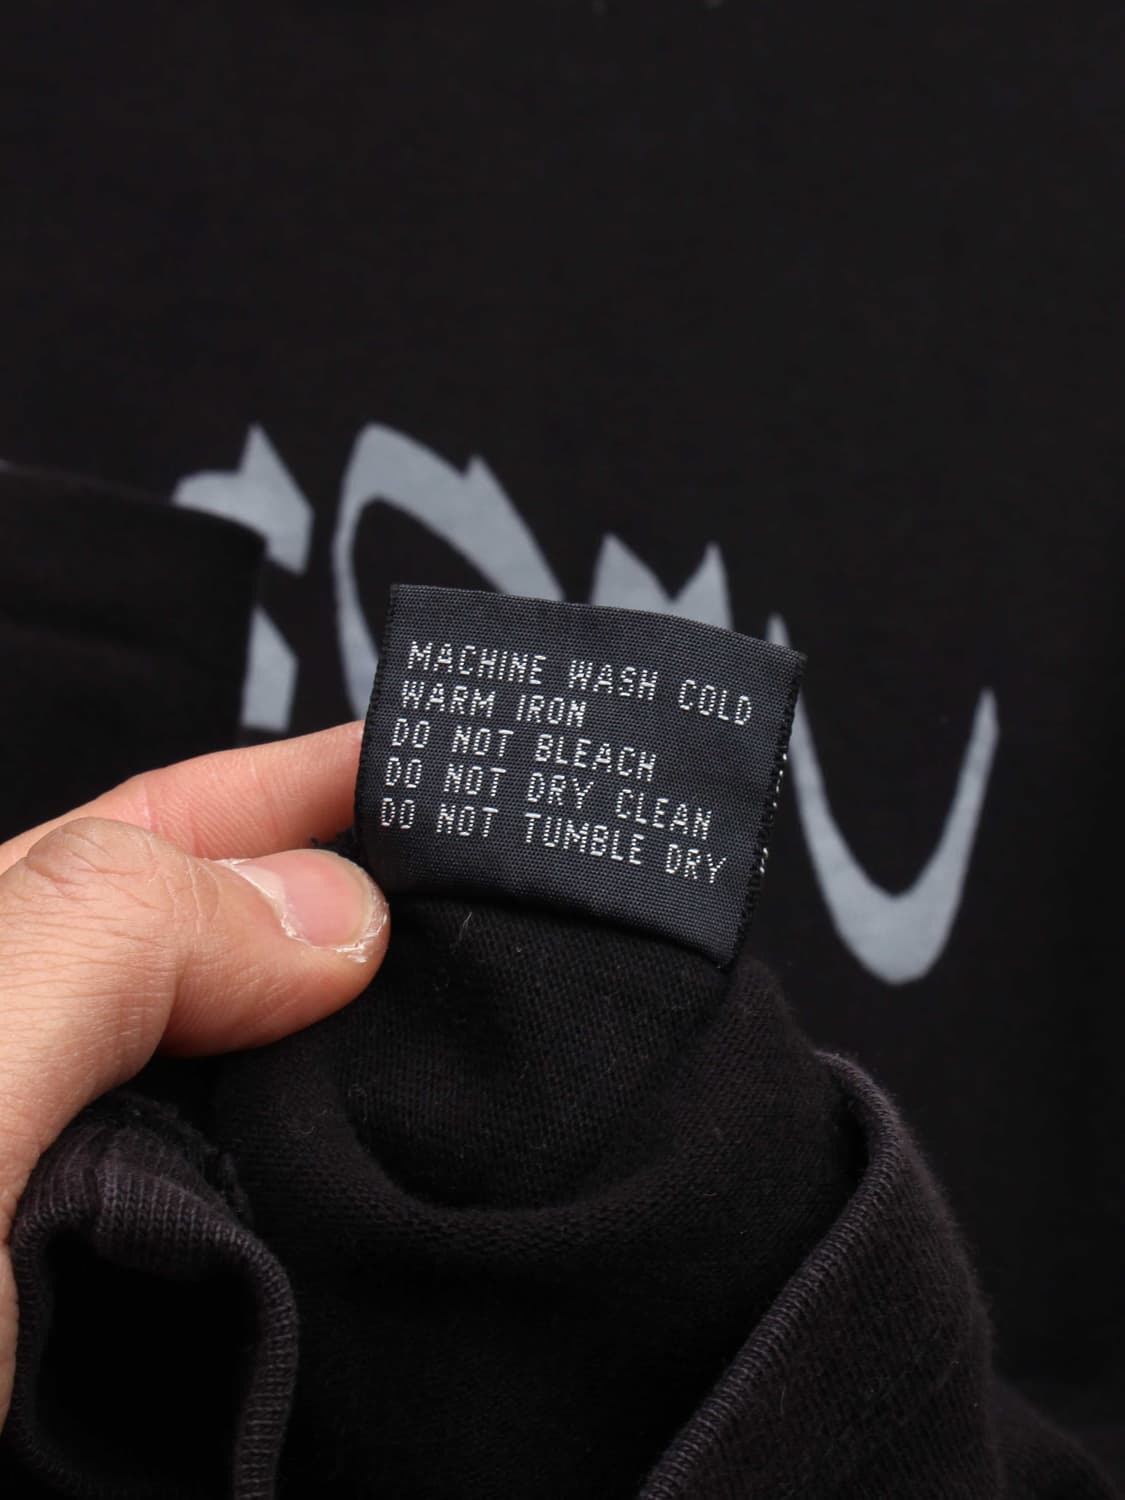 MACHINE WASH COLD
WARM IRON
DO NOT BLEACH
DO NOT DRY CLEAN
DO NOT TUMBLE DRY